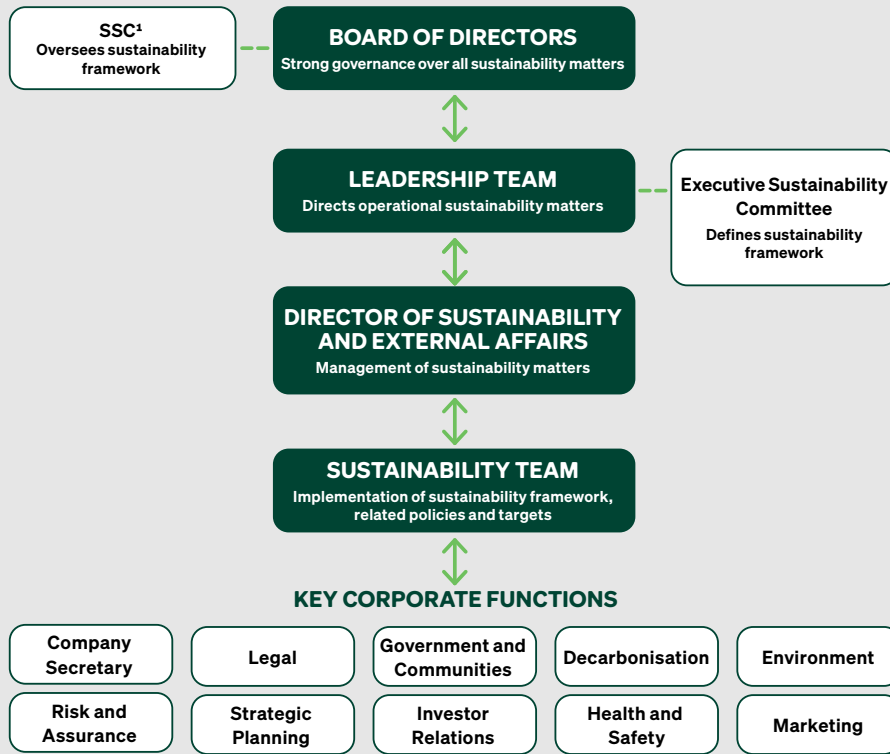 SSC¹
Oversees sustainability
framework
BOARD OF DIRECTORS
Strong governance over all sustainability matters
LEADERSHIP TEAM
Directs operational sustainability matters
Executive Sustainability
Committee
Defines sustainability
framework
DIRECTOR OF SUSTAINABILITY
AND EXTERNAL AFFAIRS
Management of sustainability matters
SUSTAINABILITY TEAM
Implementation of sustainability framework,
related policies and targets
KEY CORPORATE FUNCTIONS
Company
Secretary
Legal
Government and
Communities
Decarbonisation
Environment
Risk and
Assurance
Strategic
Planning
Investor
Relations
Health and
Safety
Marketing